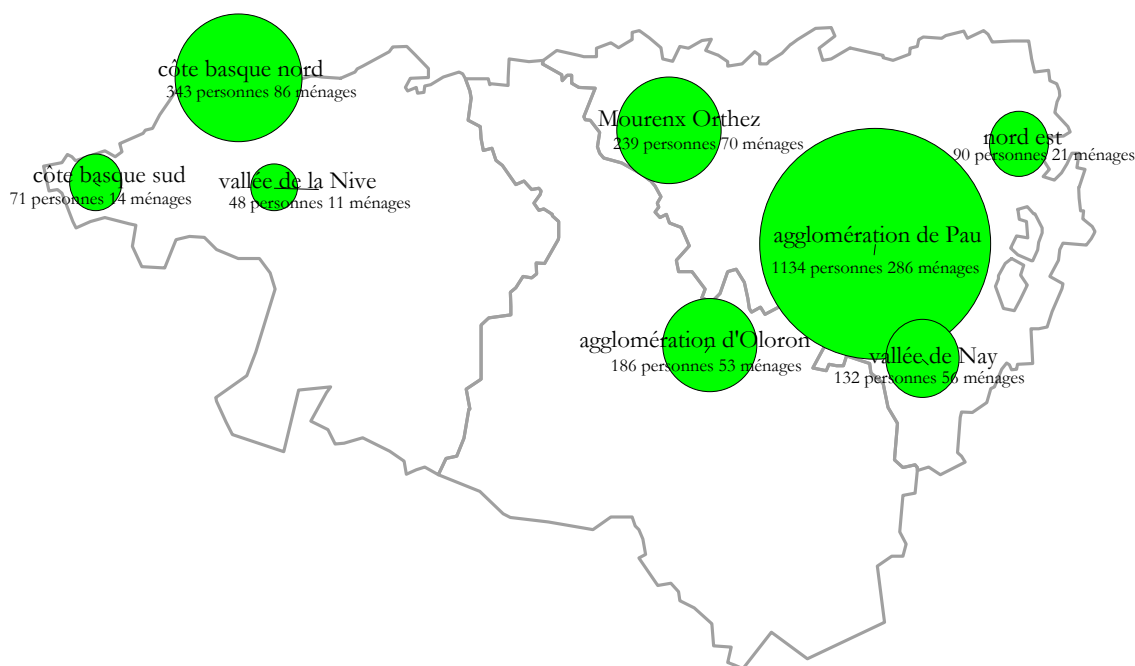 côte basque nord
343 personnes 86 ménages
Mourenx Orthez
239 personnes 70 ménages
nord est
90 personnes 21 ménages
côte basque sud
71 personnes 14 ménages
vallée de la Nive
48 personnes 11 ménages
agglomération de Pau
1134 personnes 286 ménages
agglomération d'Oloron
186 personnes 53 ménages
vallée de Nay
132 personnes 56 ménages